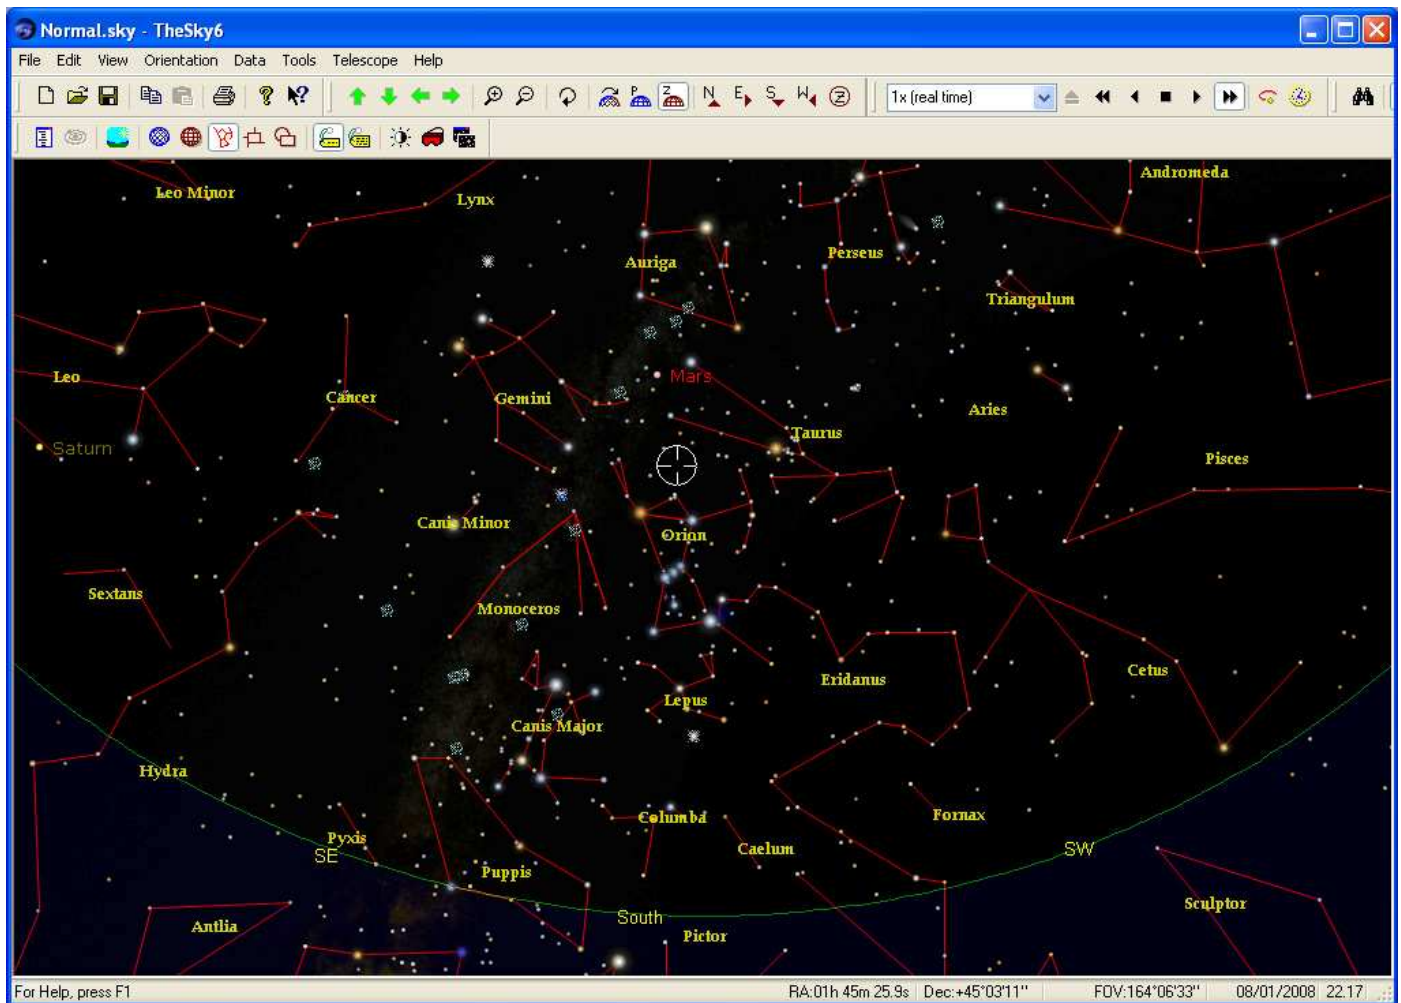 Normal.sky - TheSky6
File Edit View Orientation Data Tools Telescope Help
P Z N E S W Z 1x (real time)
Andromeda
Leo Minor
Lynx
Perseus
Auriga
Triangulum
Mars
Leo
Cancer
Gemini
Aries
Taurus
Saturn
Pisces
Canis Minor
Orion
Sextans
Monoceros
Cetus
Eridanus
Lepus
Canis Major
Hydra
Fornax
Columba
Pyxis
SE
Caelum
SW
Puppis
Sculptor
South
Antlia
Pictor
For Help, press F1 RA:01h 45m 25.9s Dec:+45°03'11" FOV:164°06'33" 08/01/2008 22.17